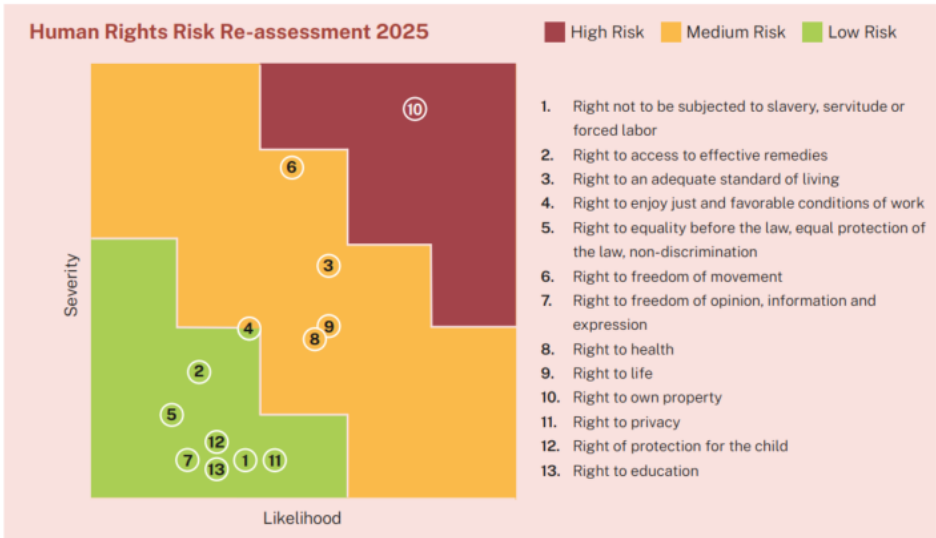 Human Rights Risk Re-assessment 2025
High Risk
Medium Risk
Low Risk
10
6
3
4
9
8
2
5
12
7
13
1
11
Severity
Likelihood
1. Right not to be subjected to slavery, servitude or
forced labor
2. Right to access to effective remedies
3. Right to an adequate standard of living
4. Right to enjoy just and favorable conditions of work
5. Right to equality before the law, equal protection of
the law, non-discrimination
6. Right to freedom of movement
7. Right to freedom of opinion, information and
expression
8. Right to health
9. Right to life
10. Right to own property
11. Right to privacy
12. Right of protection for the child
13. Right to education